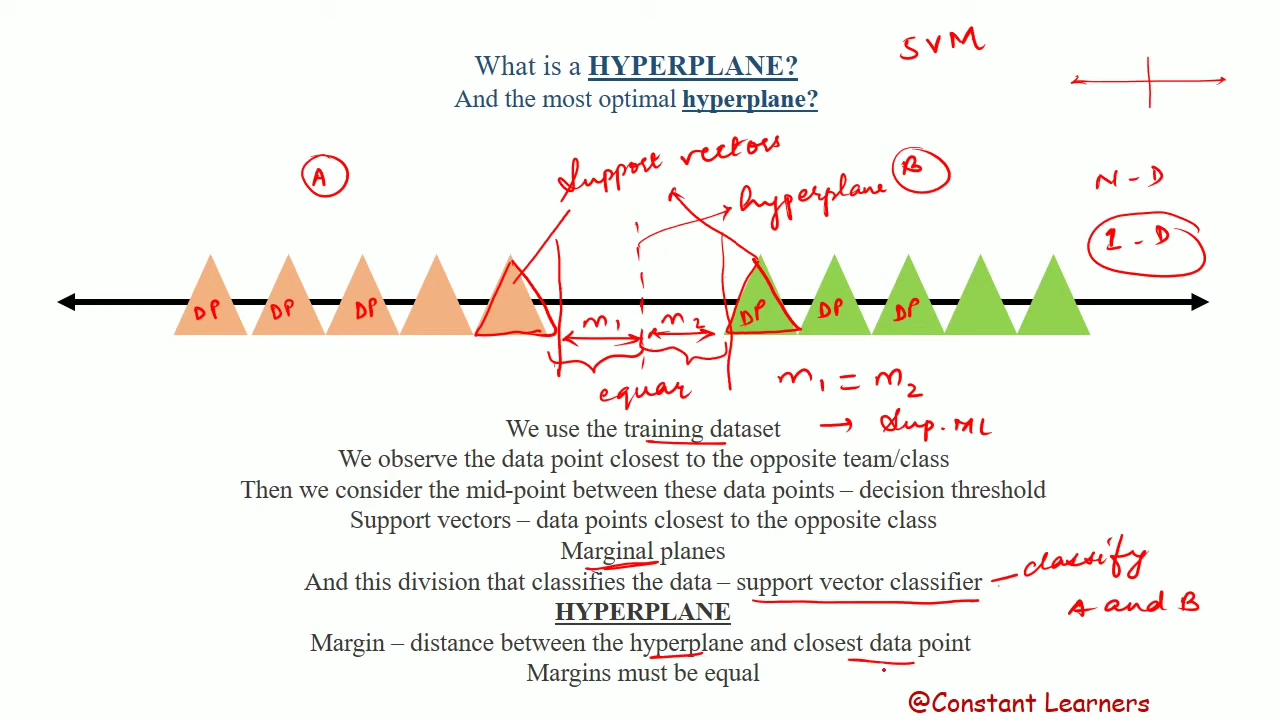 SVM
What is a HYPERPLANE?
And the most optimal hyperplane?
A
Support vectors
B
hyperplane
N - D
1 - D
DP DP DP DP DP DP
m1 m2
equal
m1 = m2
We use the training dataset → Sup. ML
We observe the data point closest to the opposite team/class
Then we consider the mid-point between these data points – decision threshold
Support vectors – data points closest to the opposite class
Marginal planes
And this division that classifies the data – support vector classifier – classify
A and B
HYPERPLANE
Margin – distance between the hyperplane and closest data point
Margins must be equal
@Constant Learners